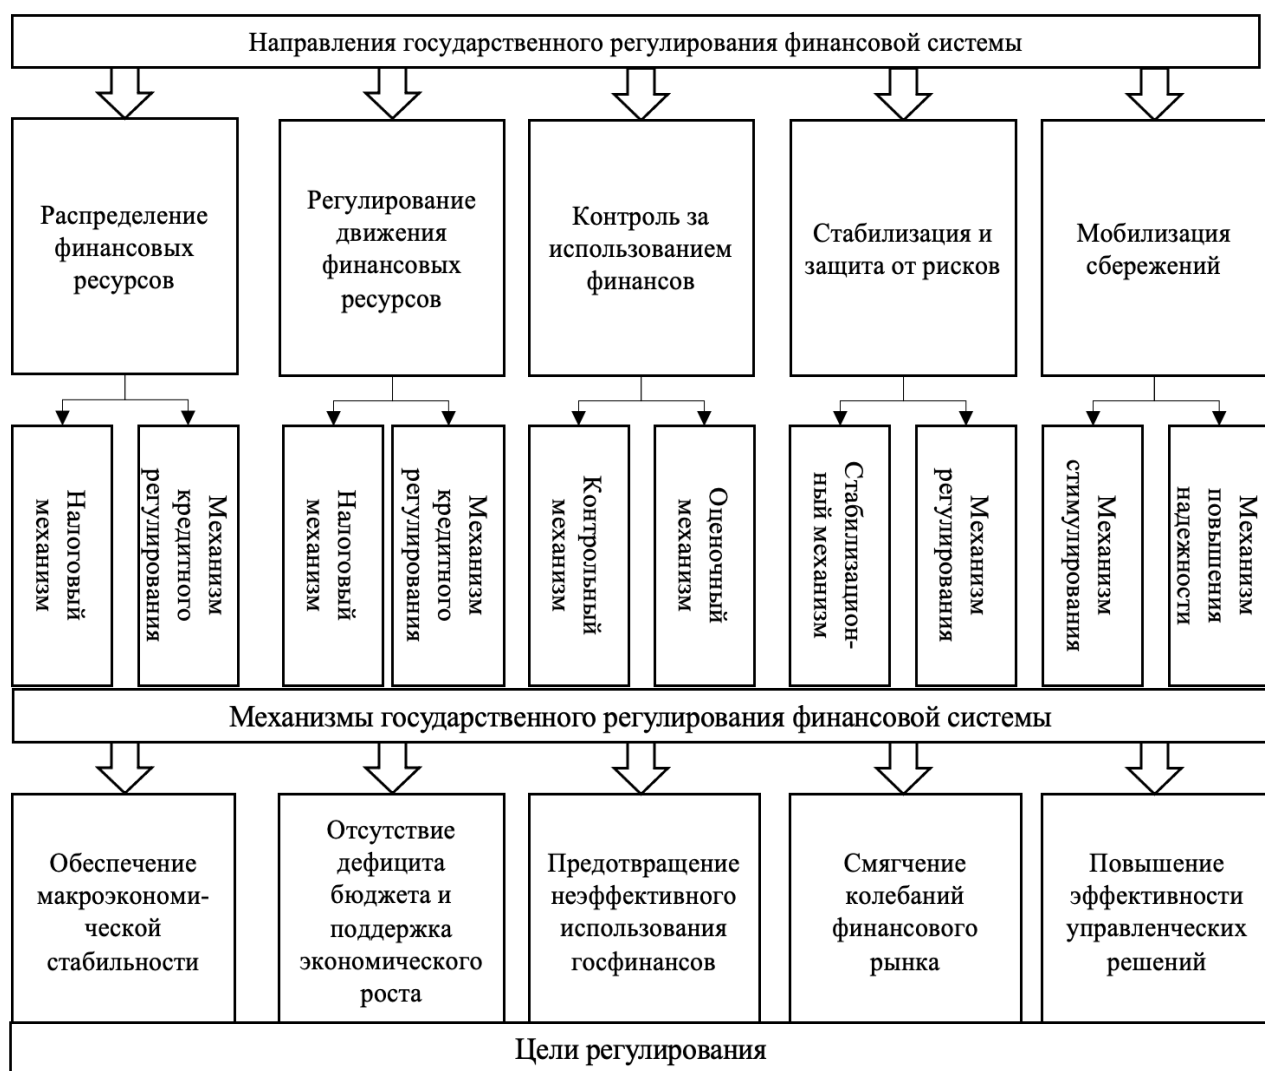 Направления государственного регулирования финансовой системы
Распределение
финансовых
ресурсов
Регулирование
движения
финансовых
ресурсов
Контроль за
использованием
финансов
Стабилизация и
защита от рисков
Мобилизация
сбережений
Налоговый
механизм
Механизм
кредитного
регулирования
Налоговый
механизм
Механизм
кредитного
регулирования
Контрольный
механизм
Оценочный
механизм
Стабилизацион-
ный механизм
Механизм
регулирования
Механизм
стимулирования
Механизм
повышения
надежности
Механизмы государственного регулирования финансовой системы
Обеспечение
макроэкономи-
ческой
стабильности
Отсутствие
дефицита
бюджета и
поддержка
экономического
роста
Предотвращение
неэффективного
использования
госфинансов
Смягчение
колебаний
финансового
рынка
Повышение
эффективности
управленческих
решений
Цели регулирования